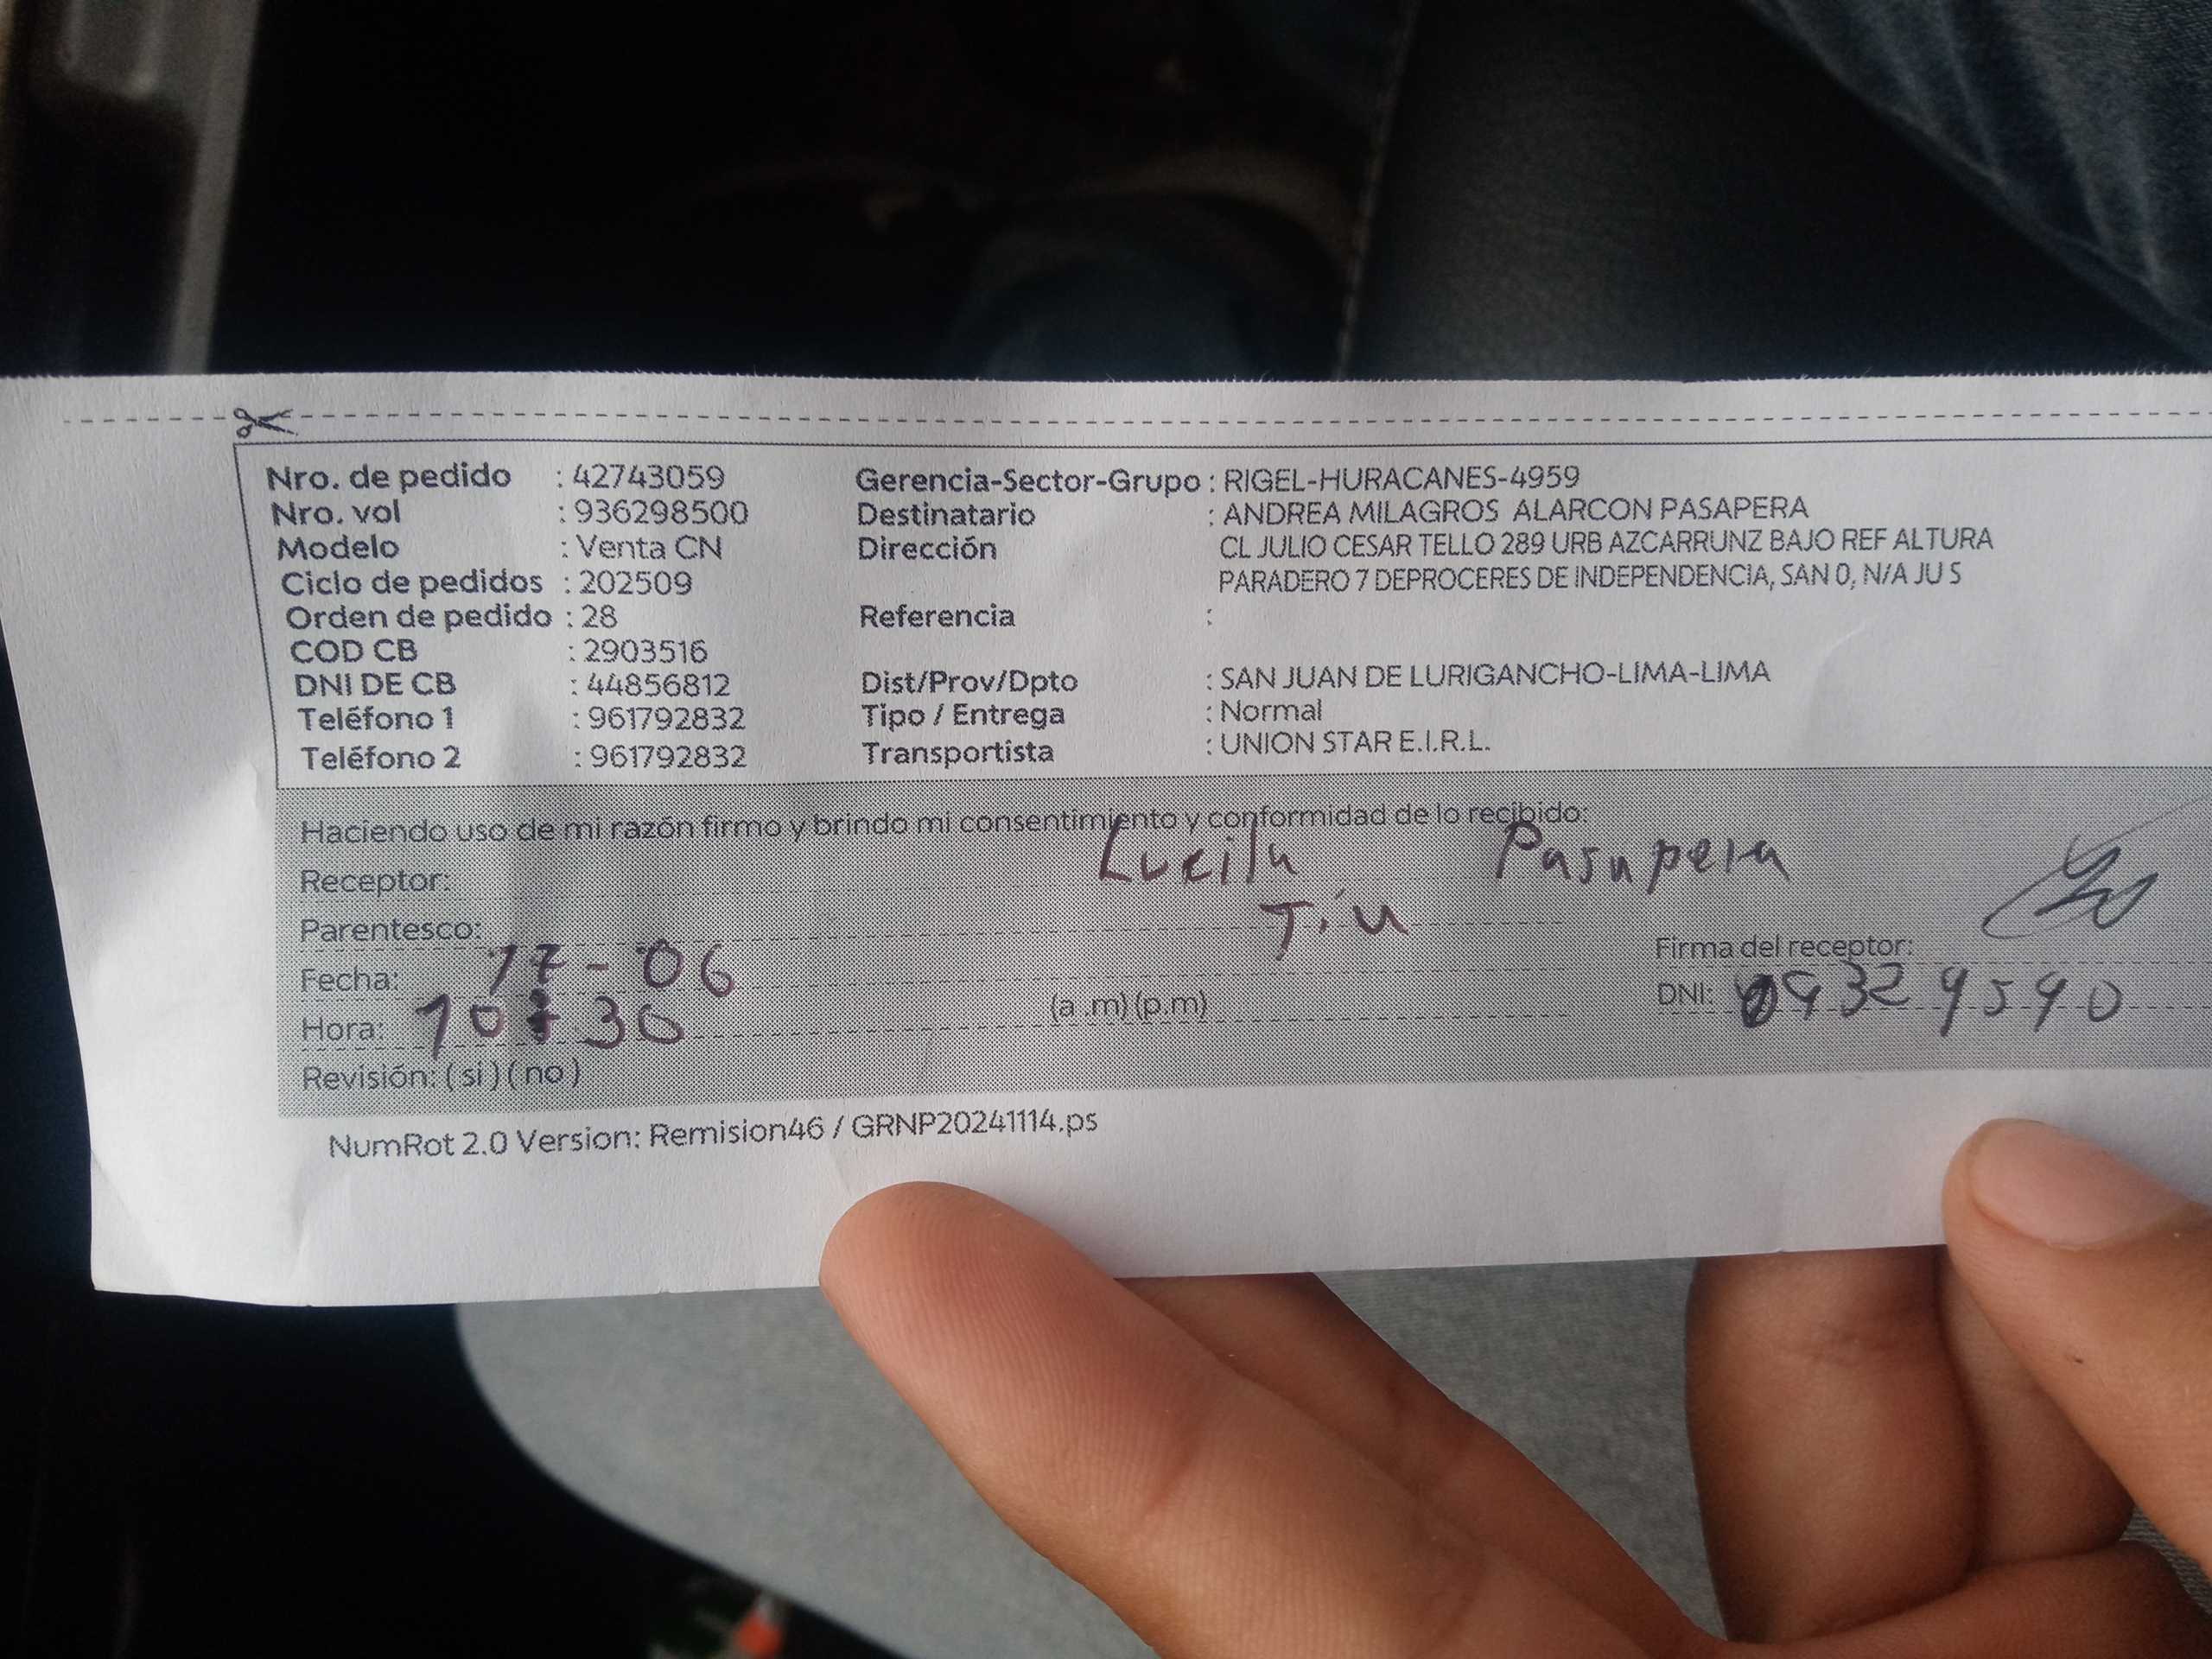 Nro. de pedido : 42743059 Gerencia-Sector-Grupo : RIGEL-HURACANES-4959
Nro. vol : 936298500 Destinatario : ANDREA MILAGROS ALARCON PASAPERA
Modelo : Venta CN Dirección CL JULIO CESAR TELLO 289 URB AZCARRUNZ BAJO REF ALTURA
Ciclo de pedidos : 202509 PARADERO 7 DEPROCERES DE INDEPENDENCIA, SAN 0, N/A JU S
Orden de pedido : 28 Referencia :
COD CB : 2903516
DNI DE CB : 44856812 Dist/Prov/Dpto : SAN JUAN DE LURIGANCHO-LIMA-LIMA
Teléfono 1 : 961792832 Tipo / Entrega : Normal
Teléfono 2 : 961792832 Transportista : UNION STAR E.I.R.L.
Haciendo uso de mi razón firmo y brindo mi consentimiento y conformidad de lo recibido:
Receptor: Lucila Pasapera
Parentesco: Tia
Fecha: 17-06 Firma del receptor:
Hora: 10 30 (a .m) (p.m) DNI:
Revisión: ( si ) ( no )
NumRot 2.0 Version: Remision46 / GRNP20241114.ps